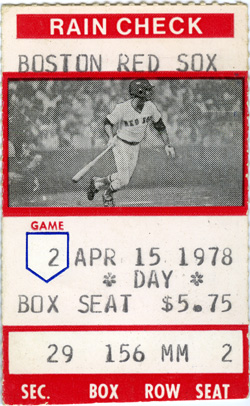 RAIN CHECK
BOSTON RED SOX
RED SOX
GAME
2 APR 15 1978
* DAY *
BOX SEAT $5.75
29 156 MM 2
SEC. BOX ROW SEAT